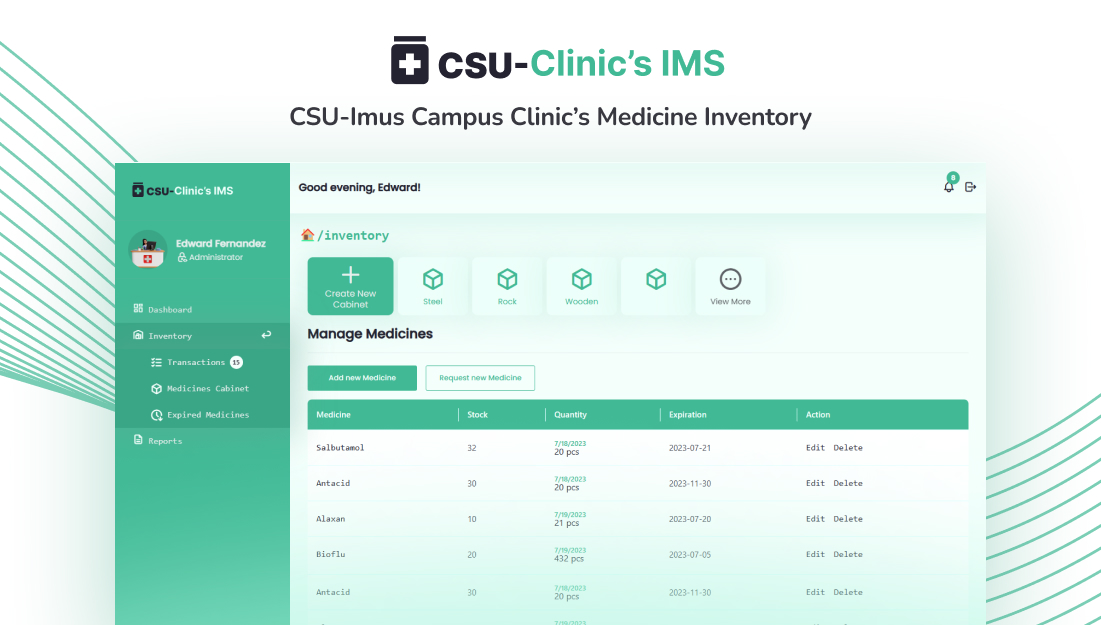 CSU-Clinic's IMS
CSU-Imus Campus Clinic's Medicine Inventory
CSU-Clinic's IMS
Good evening, Edward!
8
Edward Fernandez
Administrator
/inventory
Create New
Cabinet
Steel
Rock
Wooden
View More
Dashboard
Inventory
Transactions 15
Medicines Cabinet
Expired Medicines
Reports
Manage Medicines
Add new Medicine
Request new Medicine
Medicine Stock Quantity Expiration Action
Salbutamol 32 7/18/2023 20 pcs 2023-07-21 Edit Delete
Antacid 30 7/18/2023 20 pcs 2023-11-30 Edit Delete
Alaxan 10 7/18/2023 21 pcs 2023-07-20 Edit Delete
Bioflu 20 7/19/2023 432 pcs 2023-07-05 Edit Delete
Antacid 30 7/18/2023 20 pcs 2023-11-30 Edit Delete